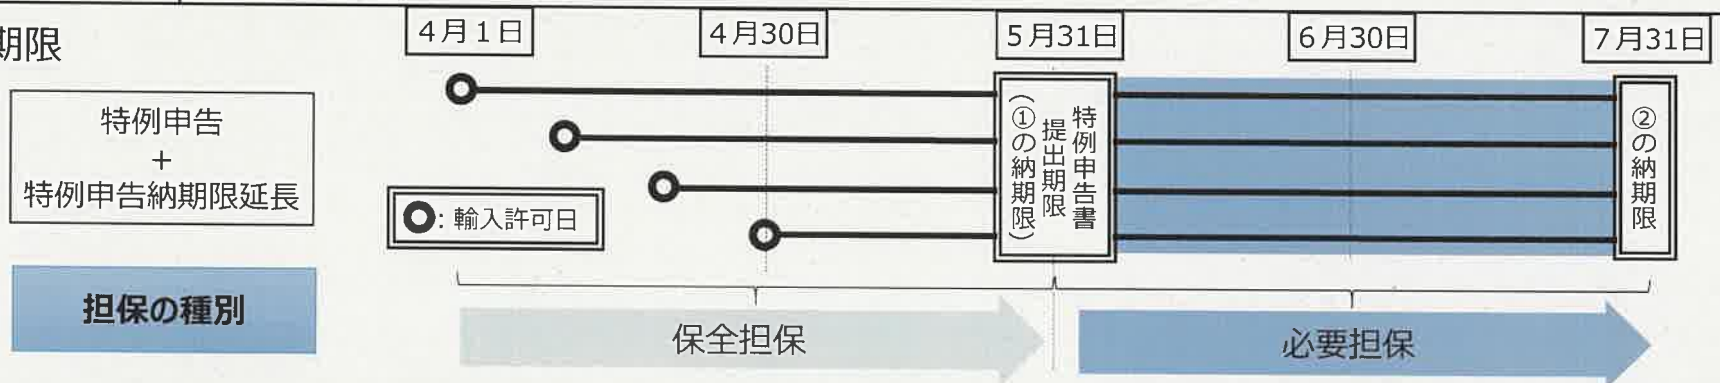 期限
4月1日
4月30日
5月31日
6月30日
7月31日
特例申告
+
特例申告納期限延長
○: 輸入許可日
特例申告書
提出期限
(①の納期限)
②の納期限
担保の種別
保全担保
必要担保